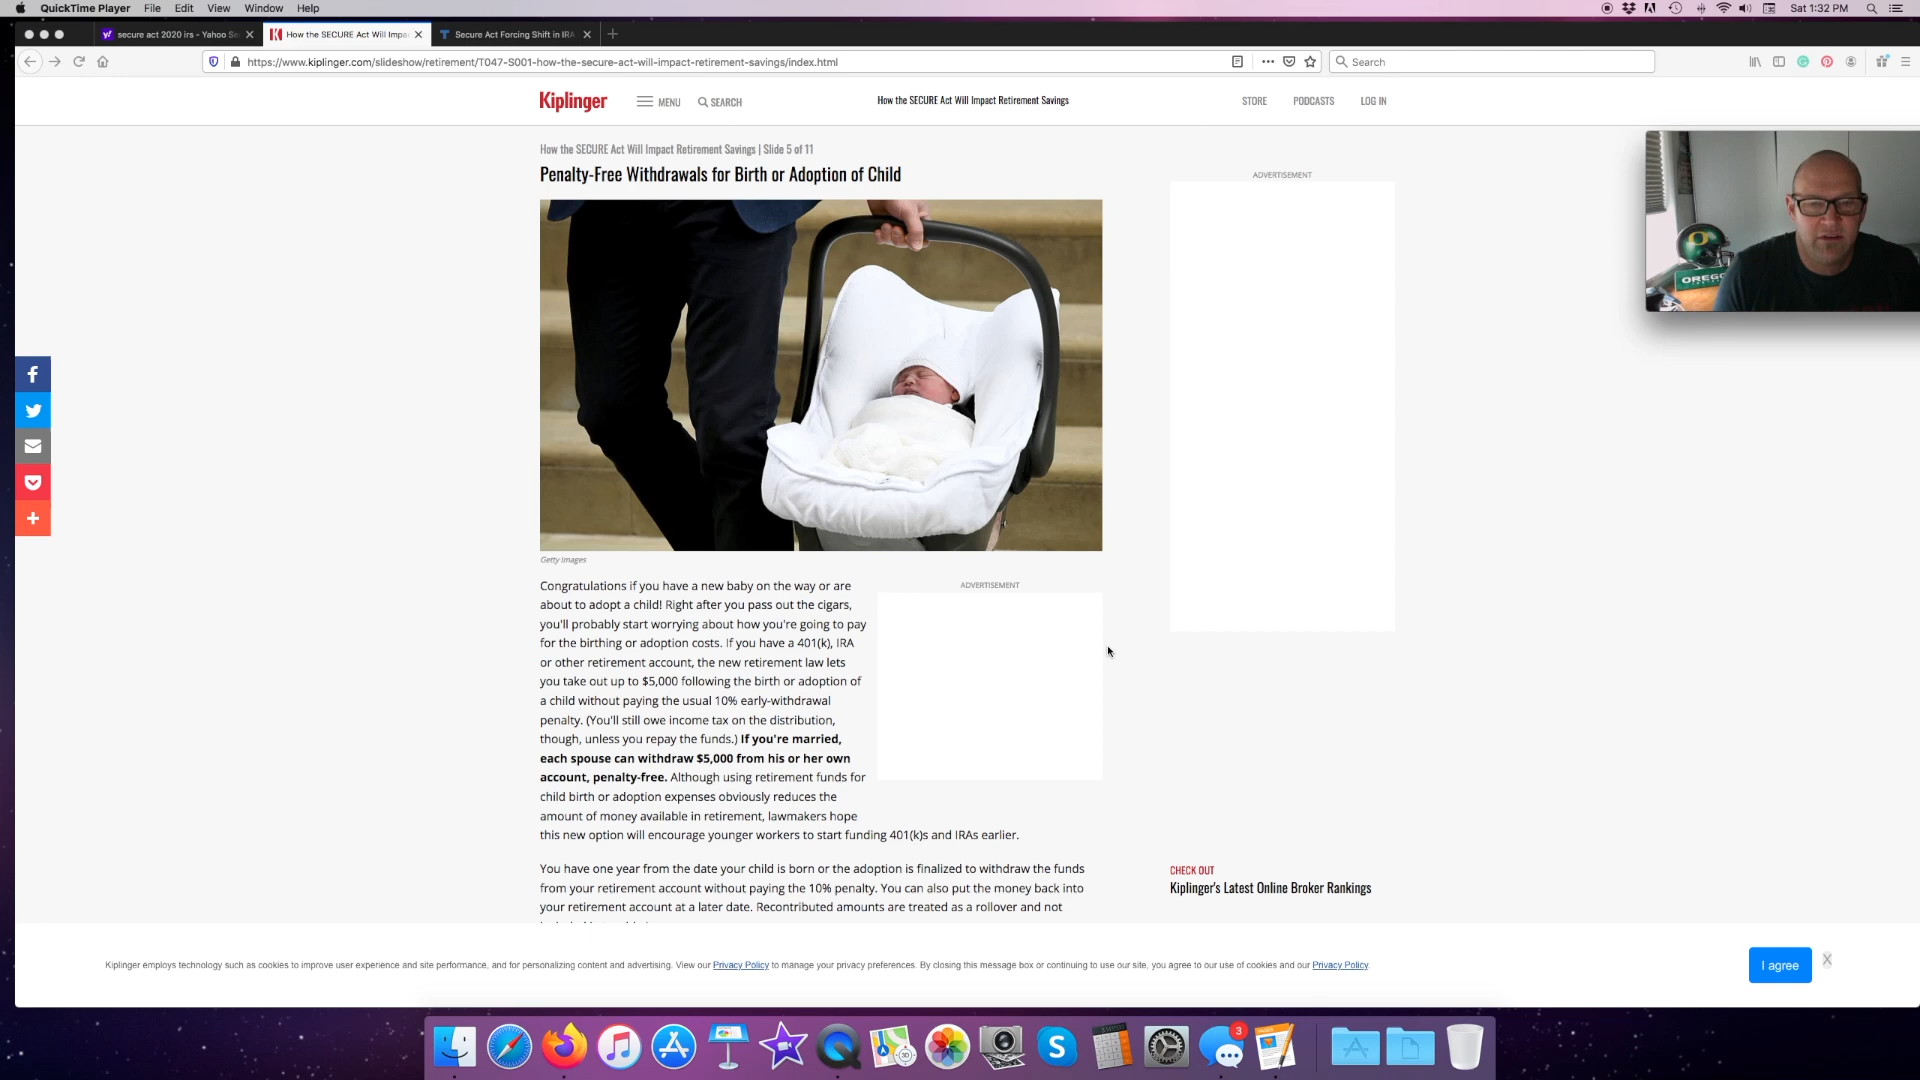 QuickTime Player File Edit View Window Help
Sat 1:32 PM
secure act 2020 irs - Yahoo Se
How the SECURE Act Will Impa
Secure Act Forcing Shift in IRA
https://www.kiplinger.com/slideshow/retirement/T047-S001-how-the-secure-act-will-impact-retirement-savings/index.html
Search
Kiplinger
MENU
SEARCH
How the SECURE Act Will Impact Retirement Savings
STORE
PODCASTS
LOG IN
How the SECURE Act Will Impact Retirement Savings | Slide 5 of 11
Penalty-Free Withdrawals for Birth or Adoption of Child
ADVERTISEMENT
OREG
Getty Images
Congratulations if you have a new baby on the way or are
about to adopt a child! Right after you pass out the cigars,
you'll probably start worrying about how you're going to pay
for the birthing or adoption costs. If you have a 401(k), IRA
or other retirement account, the new retirement law lets
you take out up to $5,000 following the birth or adoption of
a child without paying the usual 10% early-withdrawal
penalty. (You'll still owe income tax on the distribution,
though, unless you repay the funds.) If you're married,
each spouse can withdraw $5,000 from his or her own
account, penalty-free. Although using retirement funds for
child birth or adoption expenses obviously reduces the
amount of money available in retirement, lawmakers hope
this new option will encourage younger workers to start funding 401(k)s and IRAs earlier.
ADVERTISEMENT
You have one year from the date your child is born or the adoption is finalized to withdraw the funds
from your retirement account without paying the 10% penalty. You can also put the money back into
your retirement account at a later date. Recontributed amounts are treated as a rollover and not
CHECK OUT
Kiplinger's Latest Online Broker Rankings
Kiplinger employs technology such as cookies to improve user experience and site performance, and for personalizing content and advertising. View our Privacy Policy to manage your privacy preferences. By closing this message box or continuing to use our site, you agree to our use of cookies and our Privacy Policy.
I agree
X
3